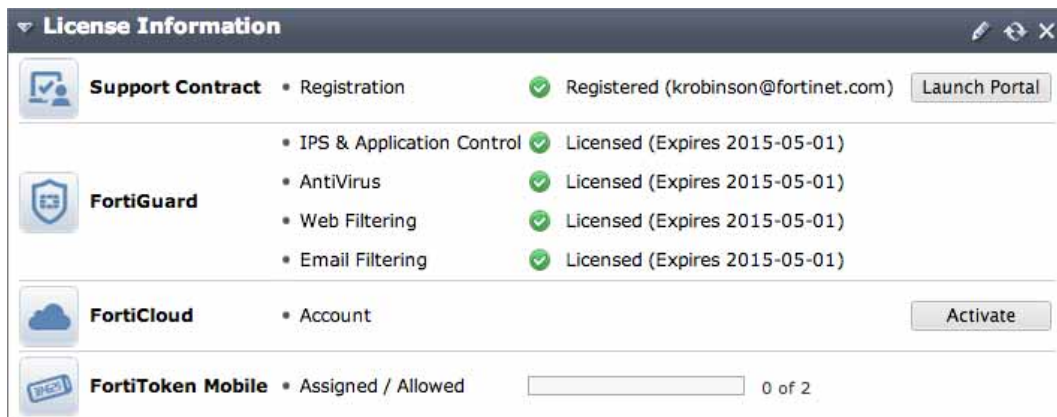 License Information
Support Contract • Registration Registered (krobinson@fortinet.com) Launch Portal
• IPS & Application Control Licensed (Expires 2015-05-01)
• AntiVirus Licensed (Expires 2015-05-01)
FortiGuard
• Web Filtering Licensed (Expires 2015-05-01)
• Email Filtering Licensed (Expires 2015-05-01)
FortiCloud • Account Activate
FortiToken Mobile • Assigned / Allowed 0 of 2